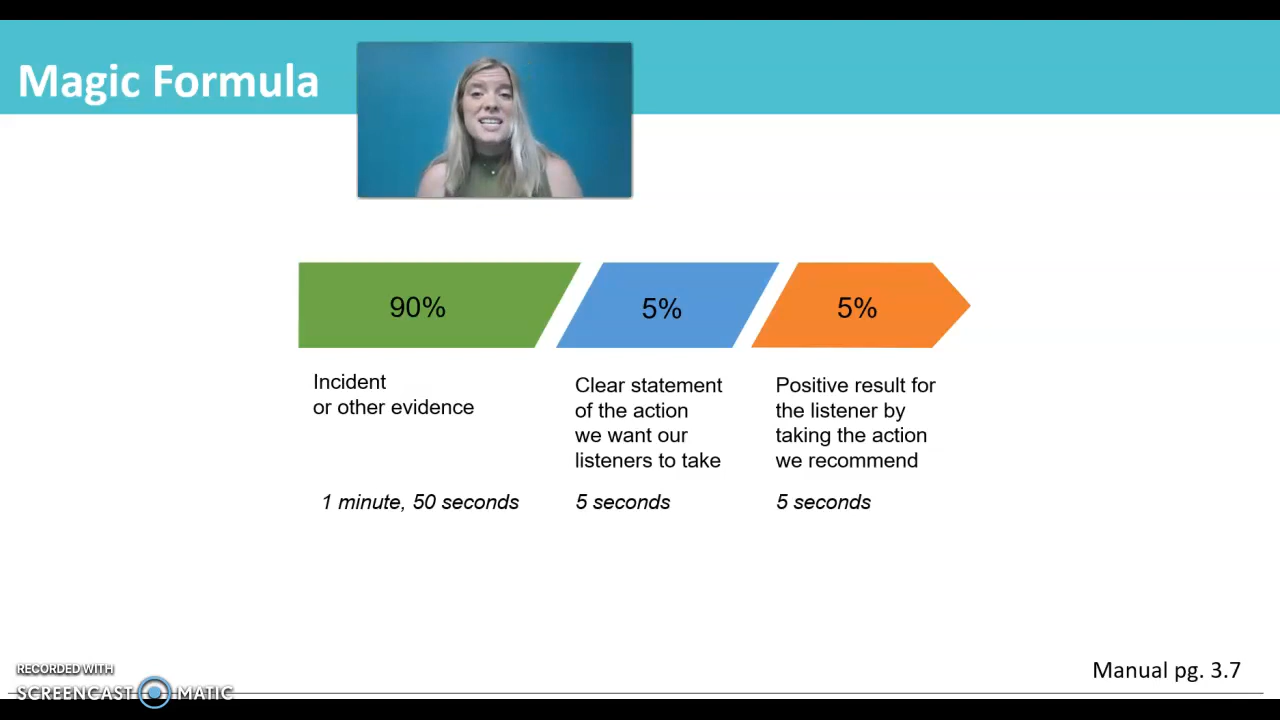 Magic Formula
90%
5%
5%
Incident
or other evidence
1 minute, 50 seconds
Clear statement
of the action
we want our
listeners to take
5 seconds
Positive result for
the listener by
taking the action
we recommend
5 seconds
Manual pg. 3.7
RECORDED WITH
SCREENCAST MATIC